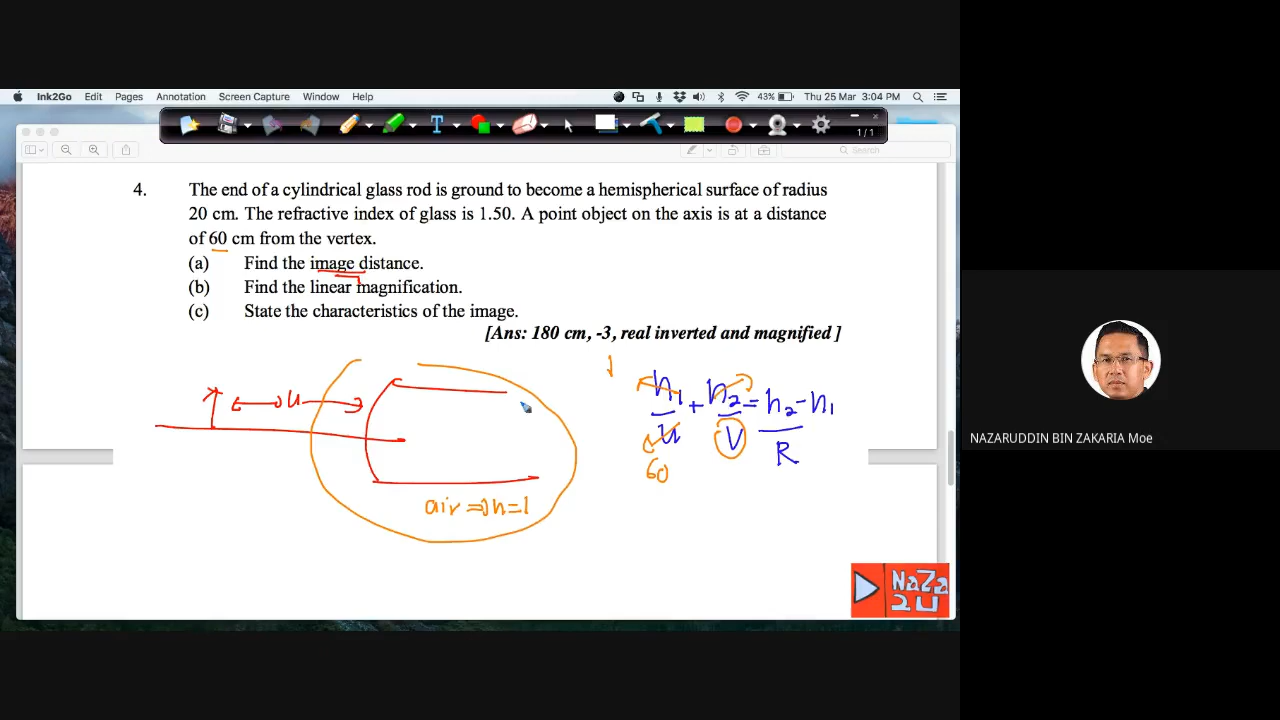 Ink2Go Edit Pages Annotation Screen Capture Window Help 43% Thu 25 Mar 3:04 PM
1/1
Search
4. The end of a cylindrical glass rod is ground to become a hemispherical surface of radius
20 cm. The refractive index of glass is 1.50. A point object on the axis is at a distance
of 60 cm from the vertex.
(a) Find the image distance.
(b) Find the linear magnification.
(c) State the characteristics of the image.
[Ans: 180 cm, -3, real inverted and magnified ]
u
air ⇒ n=1
1
n₁/u + n₂/v = n₂-n₁/R
60
NAZARUDDIN BIN ZAKARIA Moe
NaZa
2U